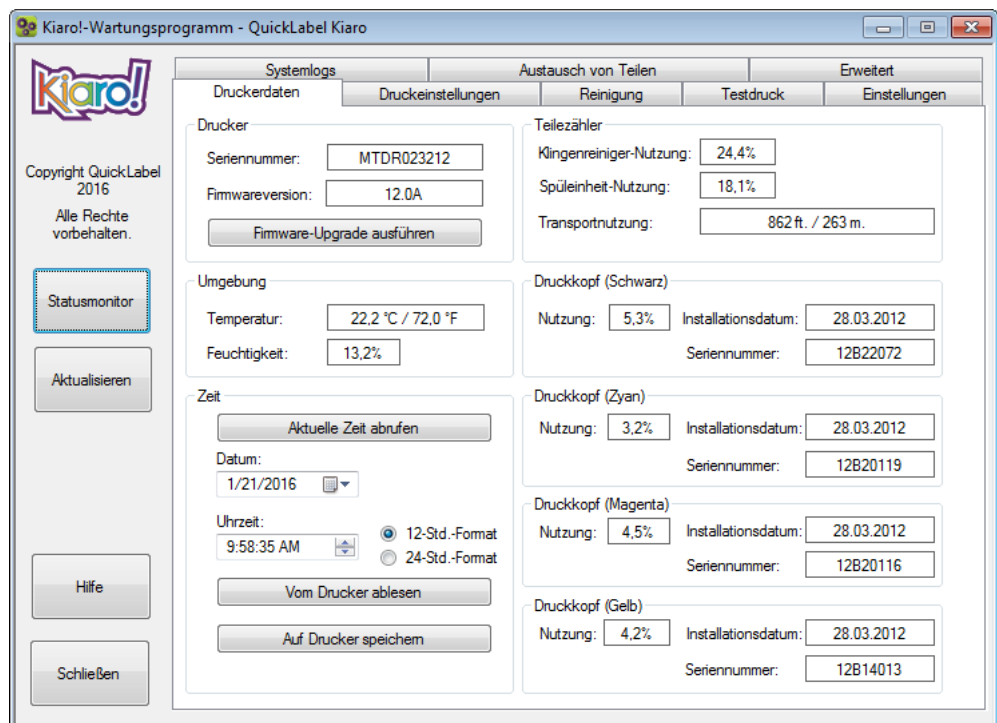 Kiaro!-Wartungsprogramm - QuickLabel Kiaro
Kiaro!
Copyright QuickLabel
2016
Alle Rechte
vorbehalten.
Statusmonitor
Aktualisieren
Hilfe
Schließen
Systemlogs
Austausch von Teilen
Erweitert
Druckerdaten
Druckeinstellungen
Reinigung
Testdruck
Einstellungen
Drucker
Seriennummer: MTDR023212
Firmwareversion: 12.0A
Firmware-Upgrade ausführen
Umgebung
Temperatur: 22,2 °C / 72,0 °F
Feuchtigkeit: 13,2%
Zeit
Aktuelle Zeit abrufen
Datum:
1/21/2016
Uhrzeit:
9:58:35 AM
12-Std.-Format
24-Std.-Format
Vom Drucker ablesen
Auf Drucker speichern
Teilezähler
Klingenreiniger-Nutzung: 24,4%
Spüleinheit-Nutzung: 18,1%
Transportnutzung: 862 ft. / 263 m.
Druckkopf (Schwarz)
Nutzung: 5,3% Installationsdatum: 28.03.2012
Seriennummer: 12B22072
Druckkopf (Zyan)
Nutzung: 3,2% Installationsdatum: 28.03.2012
Seriennummer: 12B20119
Druckkopf (Magenta)
Nutzung: 4,5% Installationsdatum: 28.03.2012
Seriennummer: 12B20116
Druckkopf (Gelb)
Nutzung: 4,2% Installationsdatum: 28.03.2012
Seriennummer: 12B14013